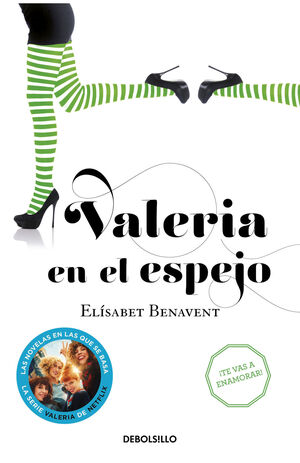 Valeria
en el espejo
ELÍSABET BENAVENT
LAS NOVELAS EN LAS QUE SE BASA
LA SERIE VALERIA DE NETFLIX
¡TE VAS A
ENAMORAR!
DEBOLSILLO